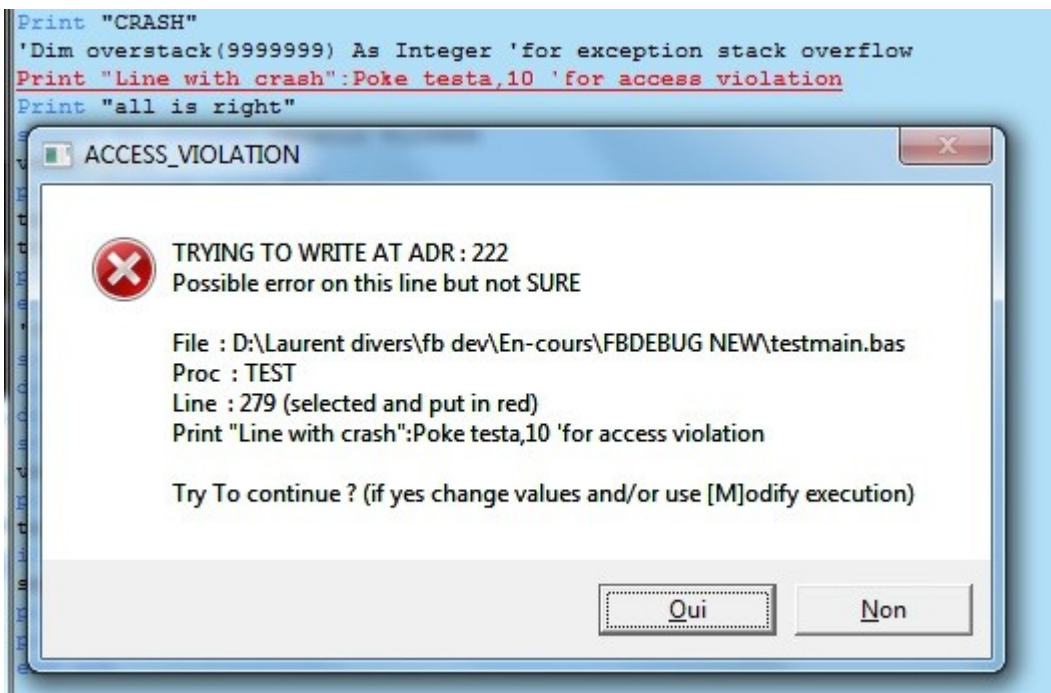 Print "CRASH"
'Dim overstack(9999999) As Integer 'for exception stack overflow
Print "Line with crash":Poke testa,10 'for access violation
Print "all is right"
ACCESS_VIOLATION
TRYING TO WRITE AT ADR : 222
Possible error on this line but not SURE
File : D:\Laurent divers\fb dev\En-cours\FBDEBUG NEW\testmain.bas
Proc : TEST
Line : 279 (selected and put in red)
Print "Line with crash":Poke testa,10 'for access violation
Try To continue ? (if yes change values and/or use [M]odify execution)
Oui
Non